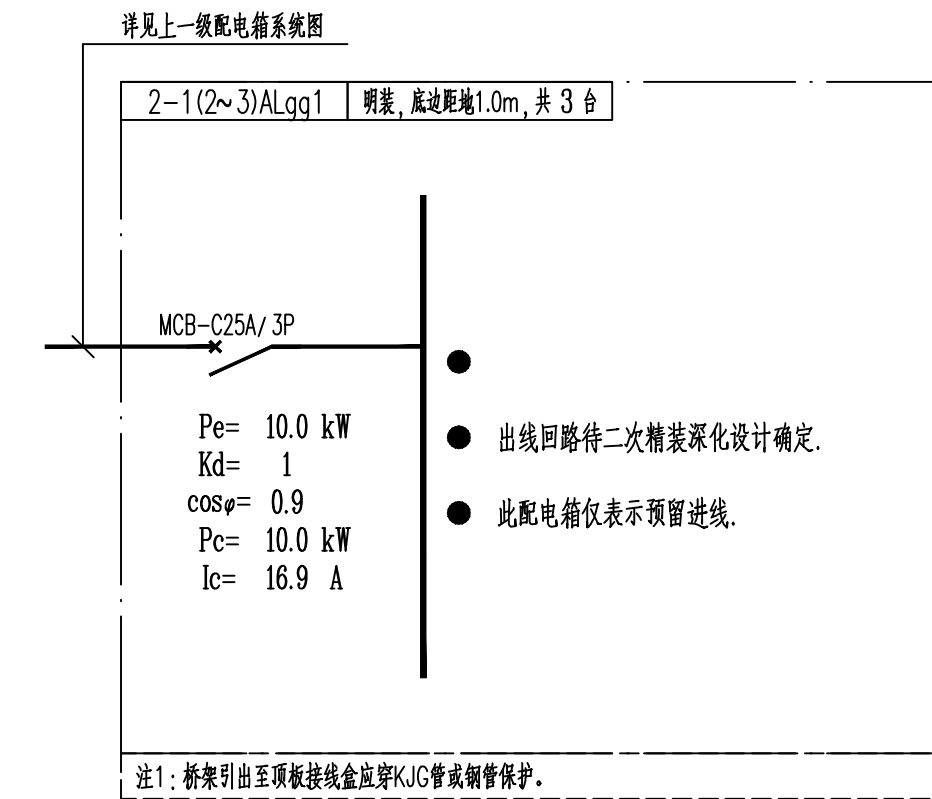 详见上一级配电箱系统图
2-1(2~3)ALgg1 明装,底边距地1.0m,共 3 台
MCB-C25A/3P
Pe= 10.0 kW
Kd= 1
cosφ= 0.9
Pc= 10.0 kW
Ic= 16.9 A
出线回路待二次精装深化设计确定.
此配电箱仅表示预留进线.
注1:桥架引出至顶板接线盒应穿KJG管或钢管保护。